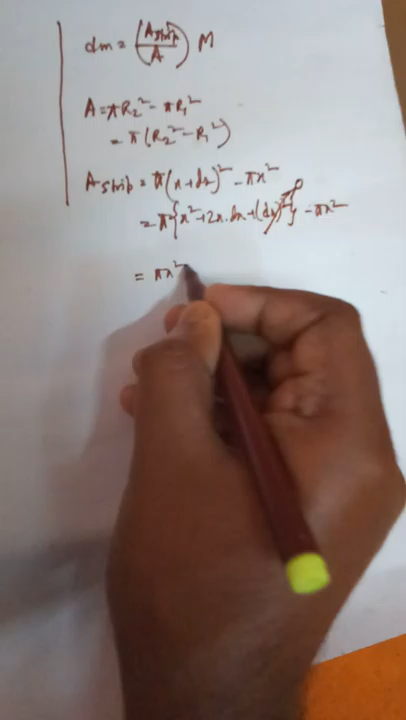 dm = (A strip / A) M
A = πR₂² - πR₁²
= π(R₂² - R₁²)
A strip = π(x+dx)² - πx²
= π{x²+2x.dx+(dx)²} - πx²
= πx²